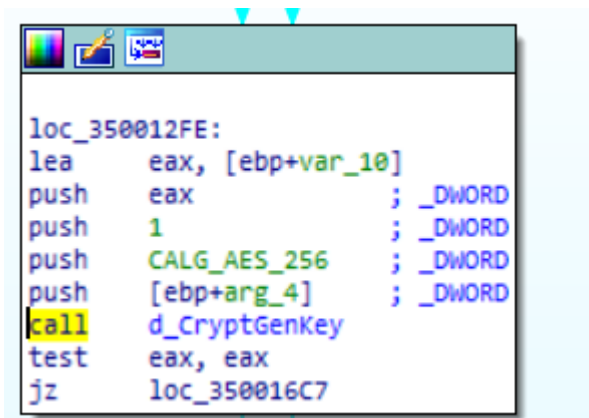 loc_350012FE:
lea eax, [ebp+var_10]
push eax ; _DWORD
push 1 ; _DWORD
push CALG_AES_256 ; _DWORD
push [ebp+arg_4] ; _DWORD
call d_CryptGenKey
test eax, eax
jz loc_350016C7